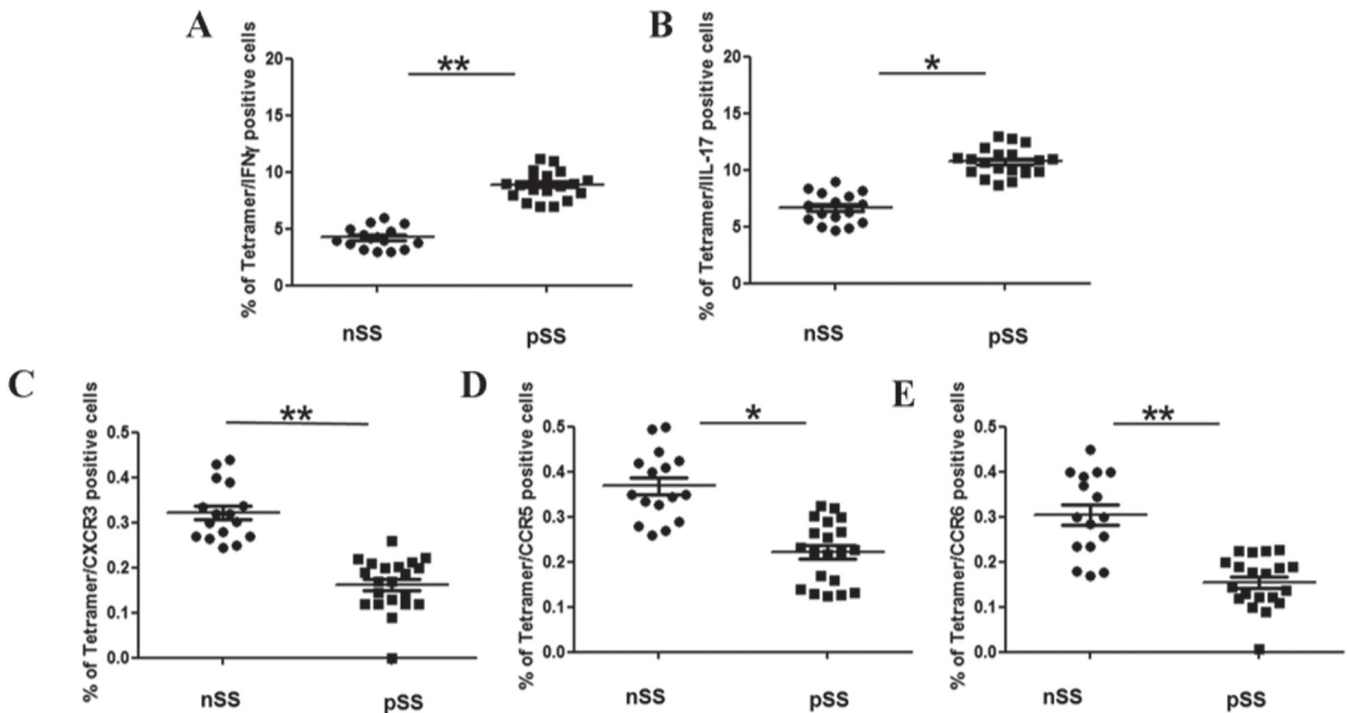 A
% of Tetramer/IFNγ positive cells
20
15
10
5
0
**
nSS
pSS
B
% of Tetramer/IIL-17 positive cells
20
15
10
5
0
*
nSS
pSS
C
% of Tetramer/CXCR3 positive cells
0.5
0.4
0.3
0.2
0.1
0.0
**
nSS
pSS
D
% of Tetramer/CCR5 positive cells
0.5
0.4
0.3
0.2
0.1
0.0
*
nSS
pSS
E
% of Tetramer/CCR6 positive cells
0.5
0.4
0.3
0.2
0.1
0.0
**
nSS
pSS